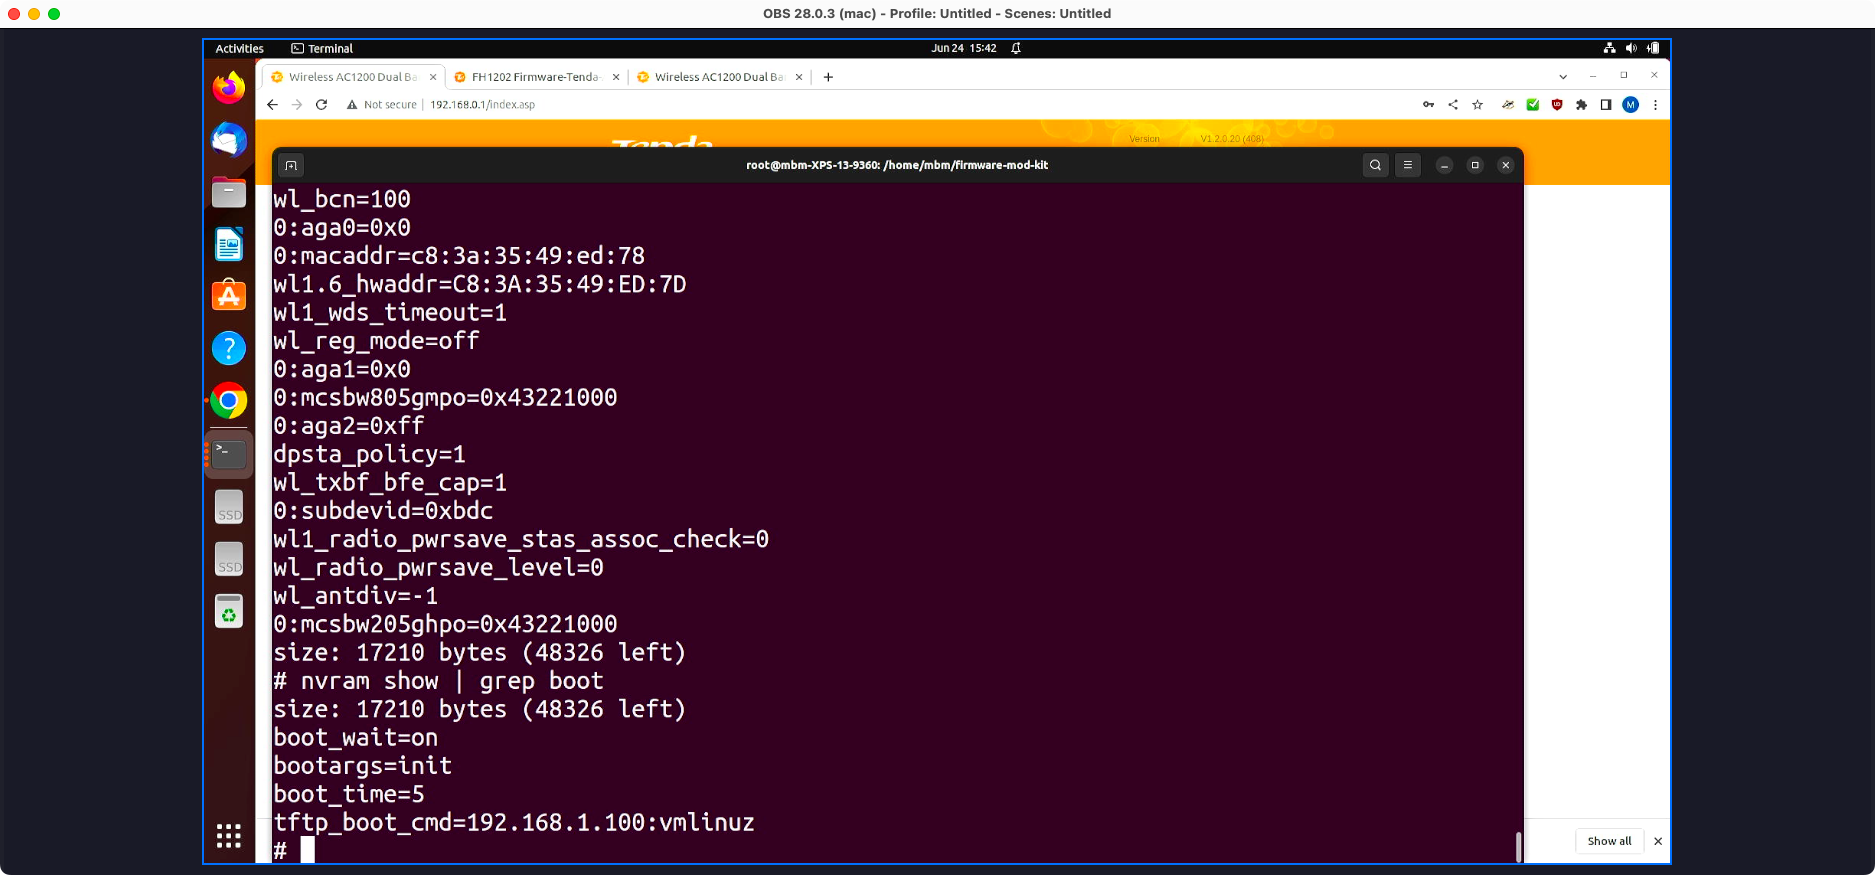 OBS 28.0.3 (mac) - Profile: Untitled - Scenes: Untitled
Activities Terminal Jun 24 15:42
Wireless AC1200 Dual Ba FH1202 Firmware-Tenda- Wireless AC1200 Dual Ba
Not secure 192.168.0.1/index.asp M
Tenda Version V1.2.0.20 (408)
root@mbm-XPS-13-9360: /home/mbm/firmware-mod-kit
wl_bcn=100
0:aga0=0x0
0:macaddr=c8:3a:35:49:ed:78
wl1.6_hwaddr=C8:3A:35:49:ED:7D
wl1_wds_timeout=1
wl_reg_mode=off
0:aga1=0x0
0:mcsbw805gmpo=0x43221000
0:aga2=0xff
dpsta_policy=1
wl_txbf_bfe_cap=1
0:subdevid=0xbdc
wl1_radio_pwrsave_stas_assoc_check=0
wl_radio_pwrsave_level=0
wl_antdiv=-1
0:mcsbw205ghpo=0x43221000
size: 17210 bytes (48326 left)
# nvram show | grep boot
size: 17210 bytes (48326 left)
boot_wait=on
bootargs=init
boot_time=5
tftp_boot_cmd=192.168.1.100:vmlinuz
#
SSD
SSD
Show all